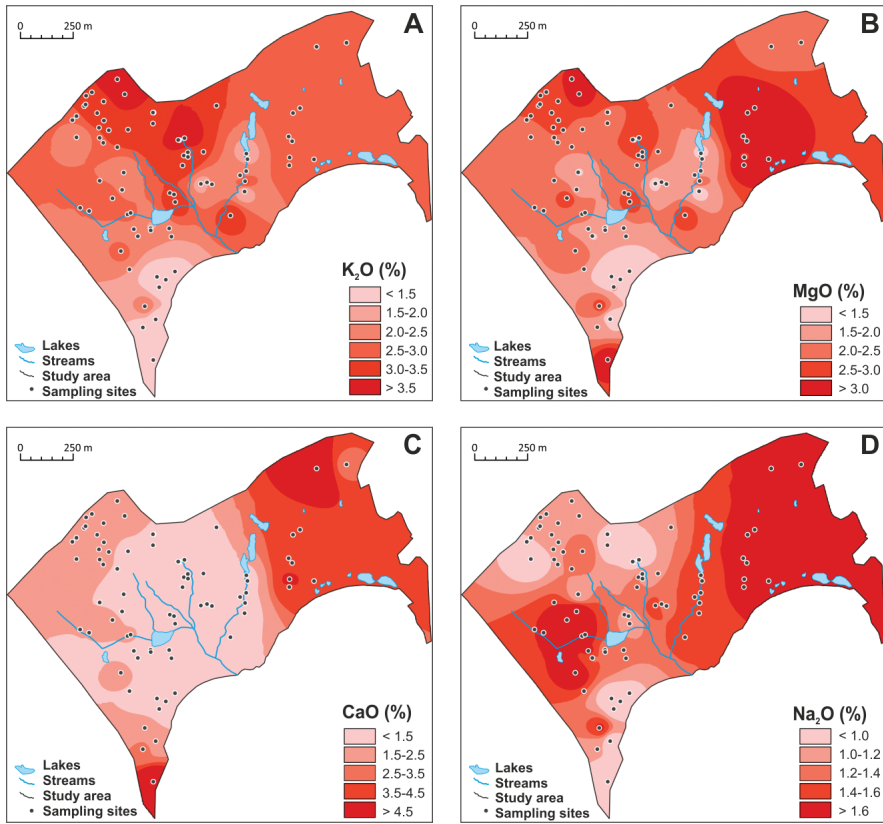 A
0 250 m
K₂O (%)
< 1.5
1.5-2.0
2.0-2.5
2.5-3.0
3.0-3.5
> 3.5
Lakes
Streams
Study area
Sampling sites
B
0 250 m
MgO (%)
< 1.5
1.5-2.0
2.0-2.5
2.5-3.0
> 3.0
Lakes
Streams
Study area
Sampling sites
C
0 250 m
CaO (%)
< 1.5
1.5-2.5
2.5-3.5
3.5-4.5
> 4.5
Lakes
Streams
Study area
Sampling sites
D
0 250 m
Na₂O (%)
< 1.0
1.0-1.2
1.2-1.4
1.4-1.6
> 1.6
Lakes
Streams
Study area
Sampling sites